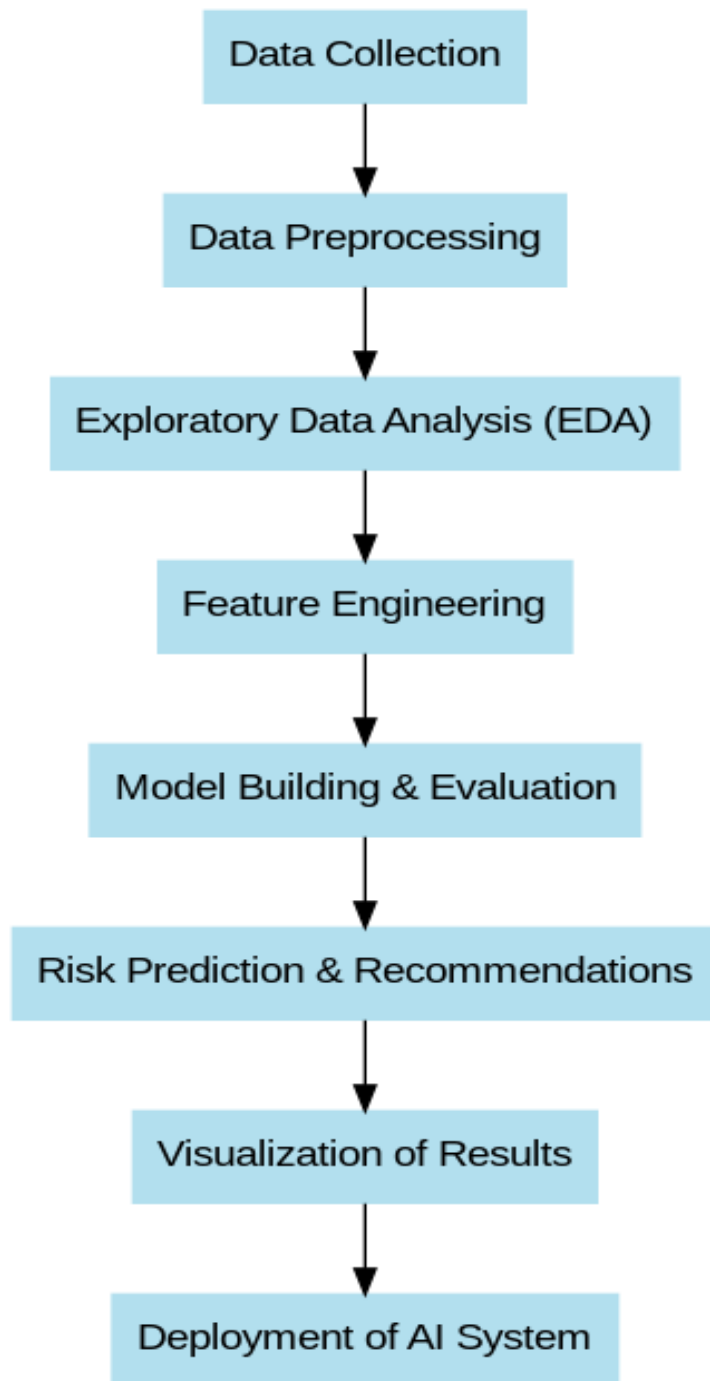 Data Collection
Data Preprocessing
Exploratory Data Analysis (EDA)
Feature Engineering
Model Building & Evaluation
Risk Prediction & Recommendations
Visualization of Results
Deployment of AI System